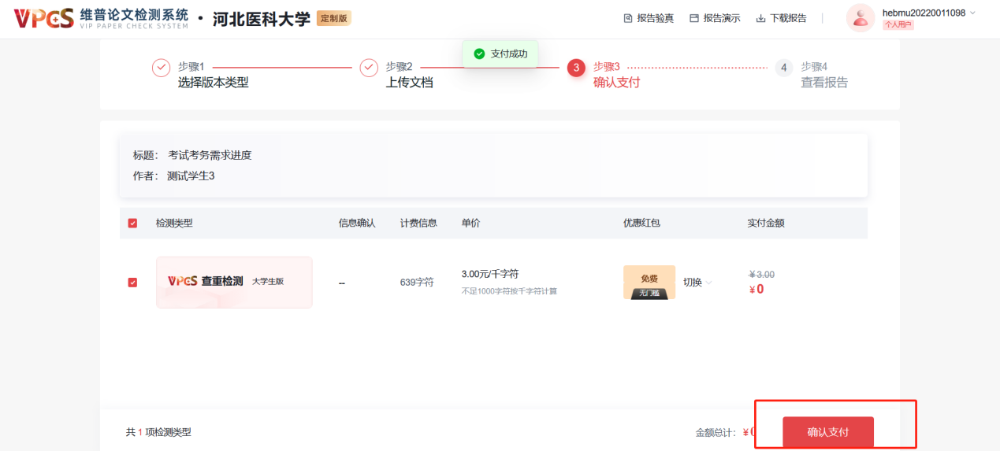 VPCS 维普论文检测系统 • 河北医科大学 定制版
VIP PAPER CHECK SYSTEM
报告验真 报告演示 下载报告
hebmu20220011098
个人用户
支付成功
步骤1
选择版本类型
步骤2
上传文档
3 步骤3
确认支付
4 步骤4
查看报告
标题: 考试考务需求进度
作者: 测试学生3
检测类型 信息确认 计费信息 单价 优惠红包 实付金额
VPCS 查重检测 大学生版
--
639字符
3.00元/千字符
不足1000字符按千字符计算
免费
无门槛
切换
¥3.00
¥0
共 1 项检测类型
金额总计: ¥0
确认支付